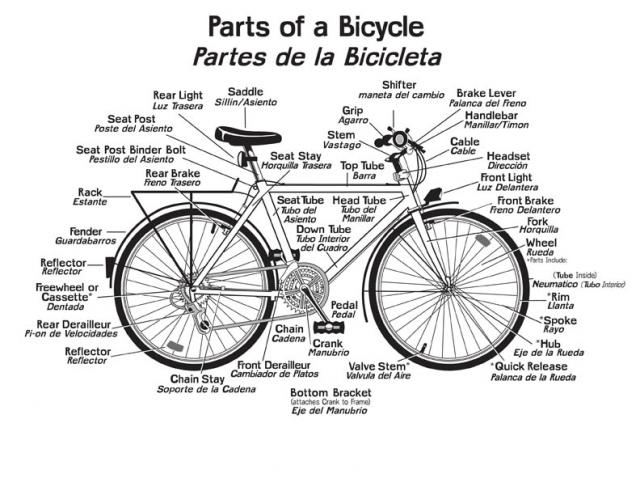 Parts of a Bicycle
Partes de la Bicicleta
Rear Light
Luz Trasera
Saddle
Sillin/Asiento
Shifter
maneta del cambio
Brake Lever
Palanca del Freno
Grip
Agarro
Handlebar
Manillar/Timon
Seat Post
Poste del Asiento
Stem
Vastago
Cable
Cable
Seat Post Binder Bolt
Pestillo del Asiento
Seat Stay
Horquilla Trasera
Top Tube
Barra
Headset
Dirección
Rear Brake
Freno Trasero
Front Light
Luz Delantera
Rack
Estante
Seat Tube
Tubo del
Asiento
Head Tube
Tubo del
Manillar
Front Brake
Freno Delantero
Fork
Horquilla
Fender
Guardabarros
Down Tube
Tubo Interior
del Cuadro
Wheel
Rueda
*Parts Include:
Reflector
Reflector
(Tube Inside)
Neumatico (Tubo Interior)
Freewheel or
Cassette*
Dentada
*Rim
Llanta
Pedal
Pedal
*Spoke
Rayo
Rear Derailleur
Pi-on de Velocidades
Chain
Cadena
Crank
Manubrio
*Hub
Eje de la Rueda
Reflector
Reflector
Front Derailleur
Cambiador de Platos
Valve Stem*
Valvula del Aire
*Quick Release
Palanca de la Rueda
Chain Stay
Soporte de la Cadena
Bottom Bracket
(attaches Crank to Frame)
Eje del Manubrio